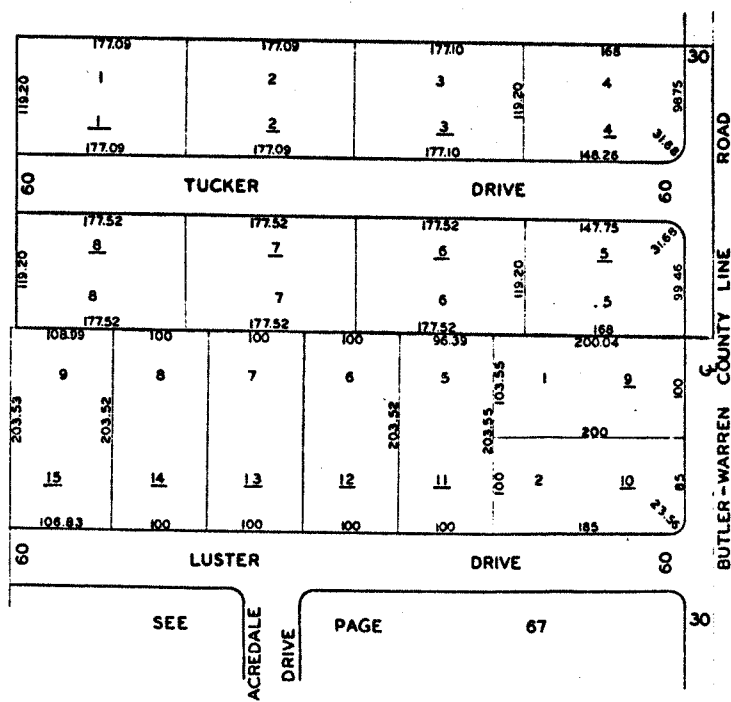 177.09 177.09 177.10 168 30
1 2 3 4
119.20 119.20 98.75
1 2 3 4 31.68
177.09 177.09 177.10 148.26
60 TUCKER DRIVE 60
177.52 177.52 177.52 147.75
8 7 6 5 31.68
119.20 119.20 99.46
8 7 6 .5
177.52 177.52 177.52 168
108.99 100 100 100 96.39 200.04
9 8 7 6 5 1 9
103.55 100
203.53 203.52 203.52 203.55 200
15 14 13 12 11 100 2 10 85
23.56
106.83 100 100 100 100 185
60 LUSTER DRIVE 60
SEE PAGE 67 30
ACREDALE
DRIVE
BUTLER-WARREN COUNTY LINE ROAD
℄